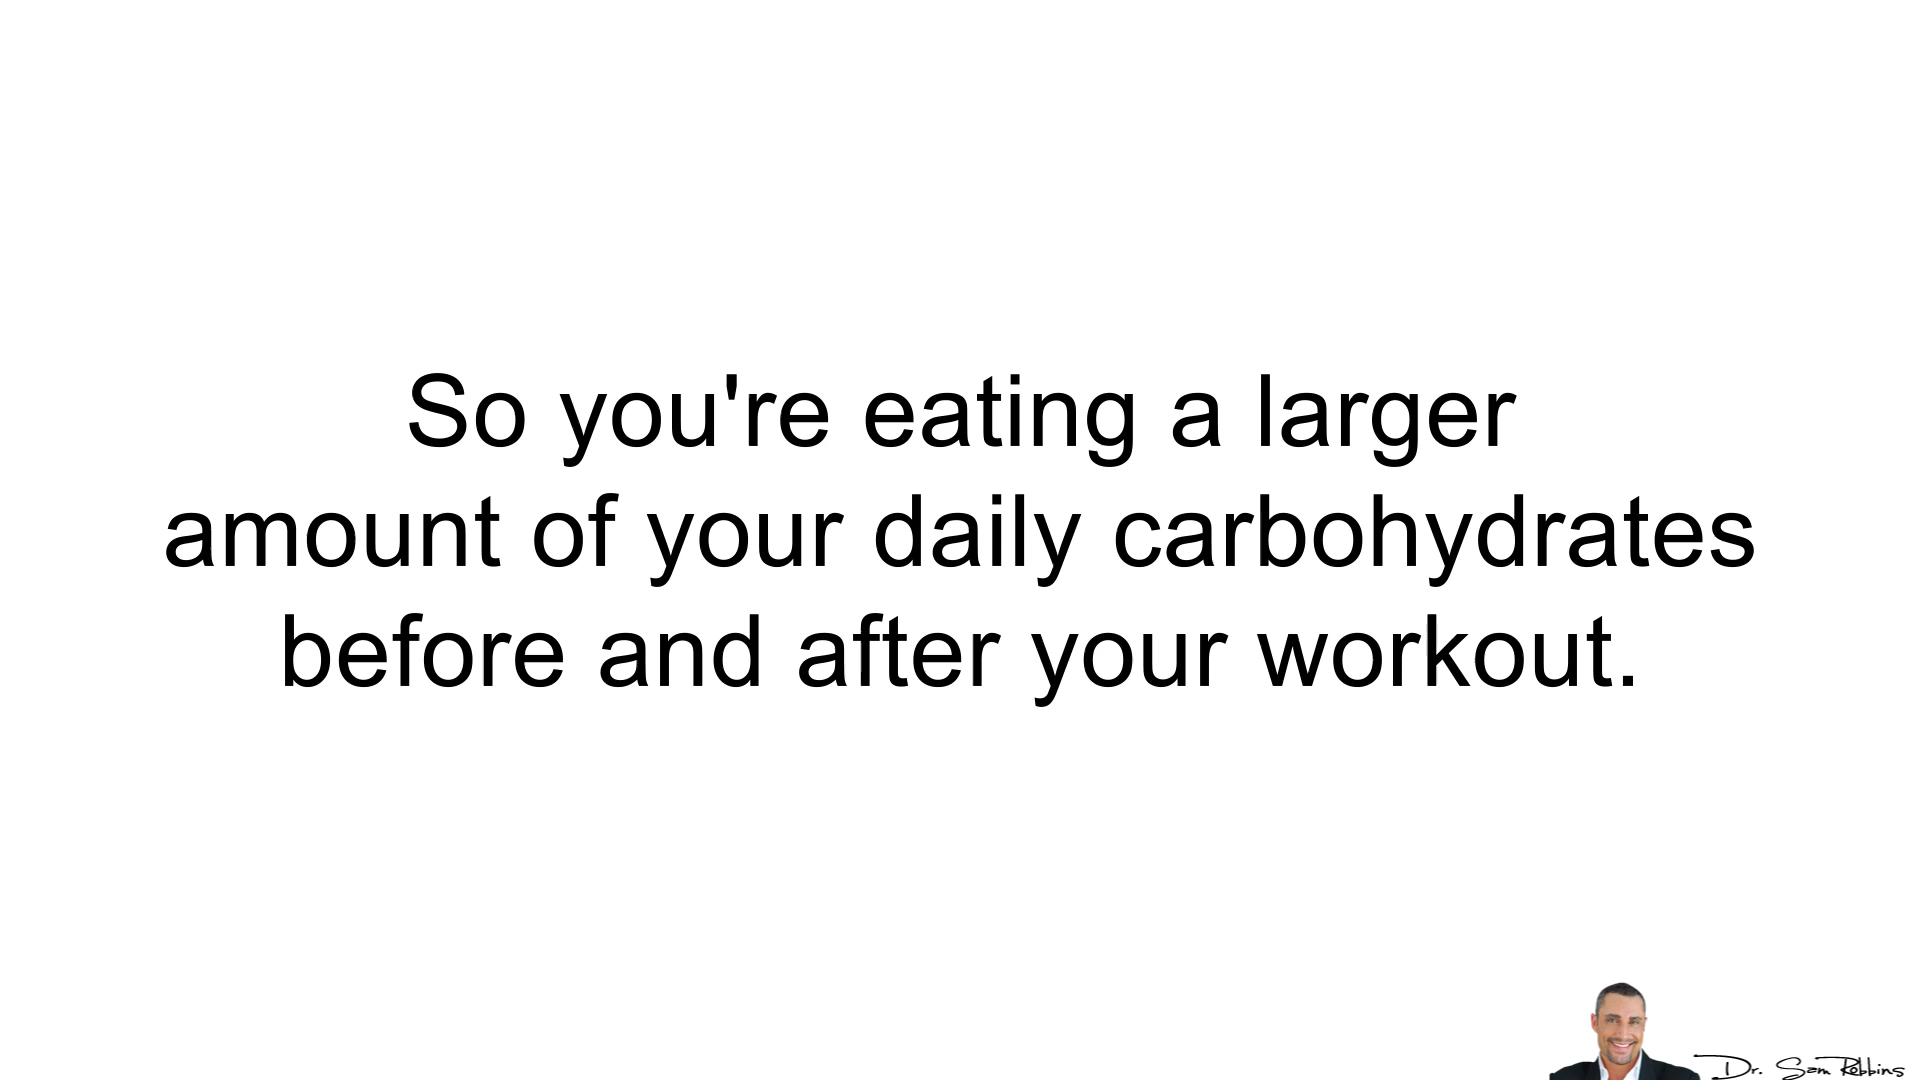 So you're eating a larger
amount of your daily carbohydrates
before and after your workout.
Dr. Sam Robbins